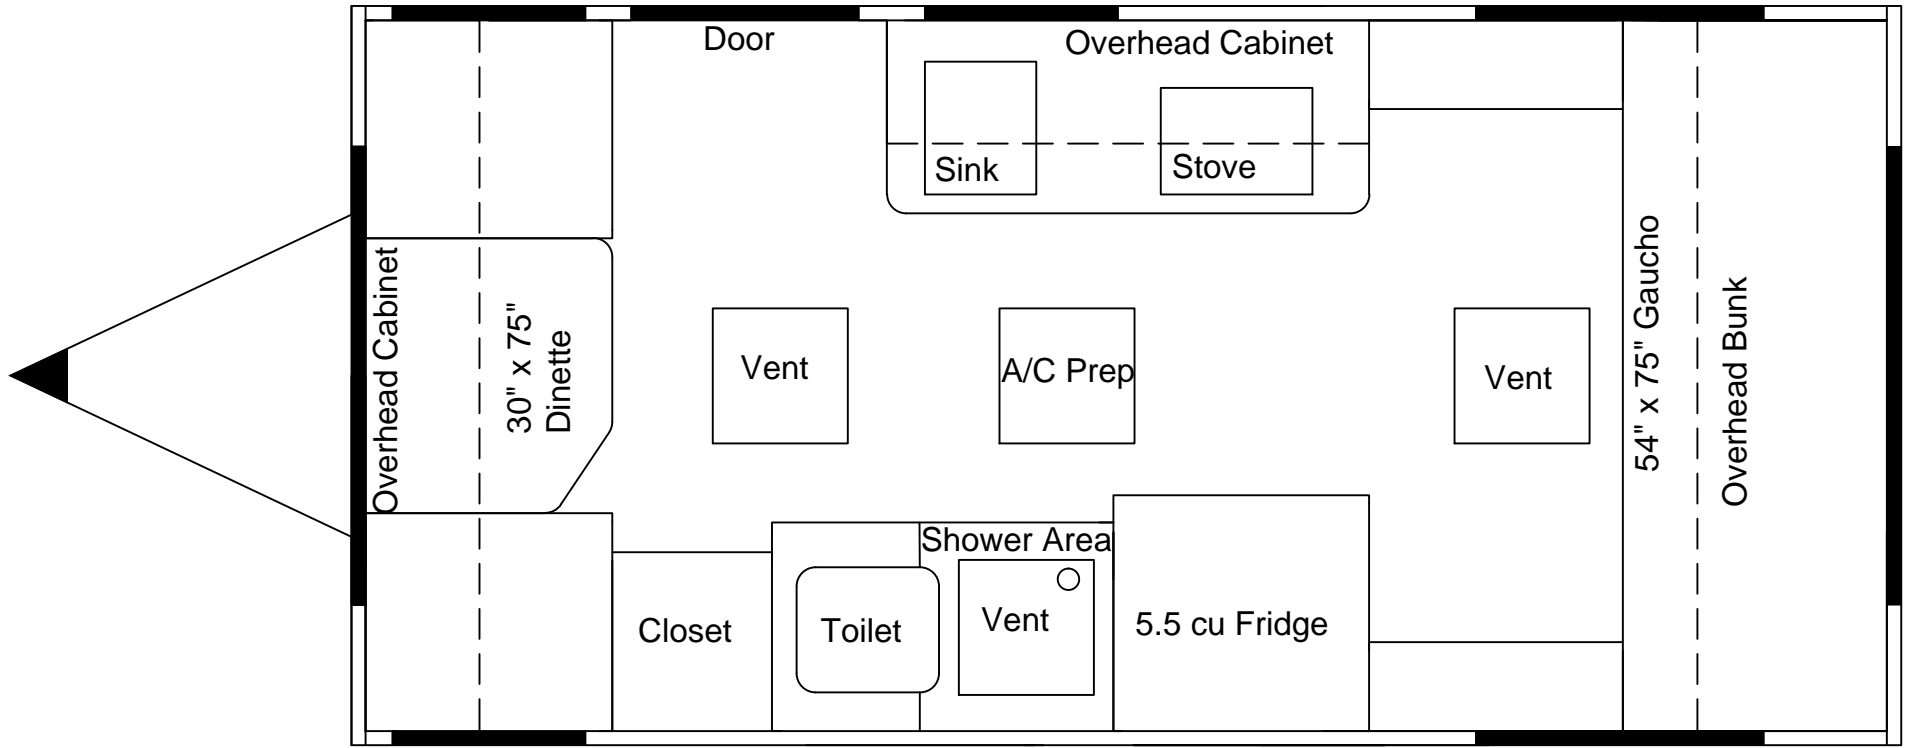 Door
Overhead Cabinet
Sink
Stove
Overhead Cabinet
30" x 75"
Dinette
Vent
A/C Prep
Vent
54" x 75" Gaucho
Overhead Bunk
Shower Area
Closet
Toilet
Vent
5.5 cu Fridge